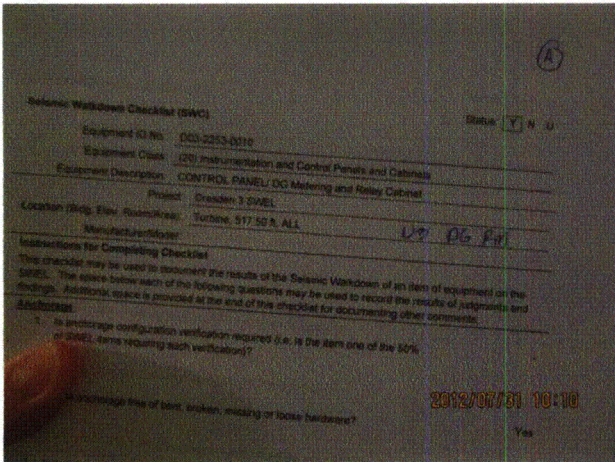 A
Seismic Walkdown Checklist (SWC)
Status: Y N U
Equipment ID No. D03-2253-0010
Equipment Class (20) Instrumentation and Control Panels and Cabinets
Equipment Description CONTROL PANEL/ DG Metering and Relay Cabinet
Project: Dresden 3 SWEL
Location (Bldg, Elev, Room/Area): Turbine, 517.50 ft, ALL
DG
Manufacturer/Model:
Instructions for Completing Checklist
This checklist may be used to document the results of the Seismic Walkdown of an item of equipment on the
SWEL. The space below each of the following questions may be used to record the results of judgments and
findings. Additional space is provided at the end of this checklist for documenting other comments.
Anchorage
Is anchorage configuration verification required (i.e. is the item one of the 50%
of SWEL items requiring such verification)?
2012/07/31 10:10
anchorage free of bent, broken, missing or loose hardware?
Yes